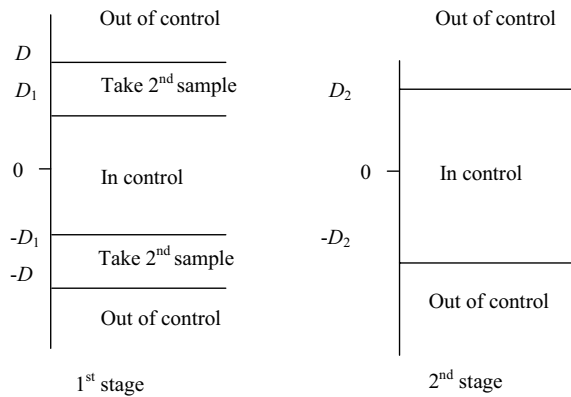 Out of control
D
Take 2nd sample
D1
0
In control
-D1
Take 2nd sample
-D
Out of control
1st stage
Out of control
D2
0
In control
-D2
Out of control
2nd stage